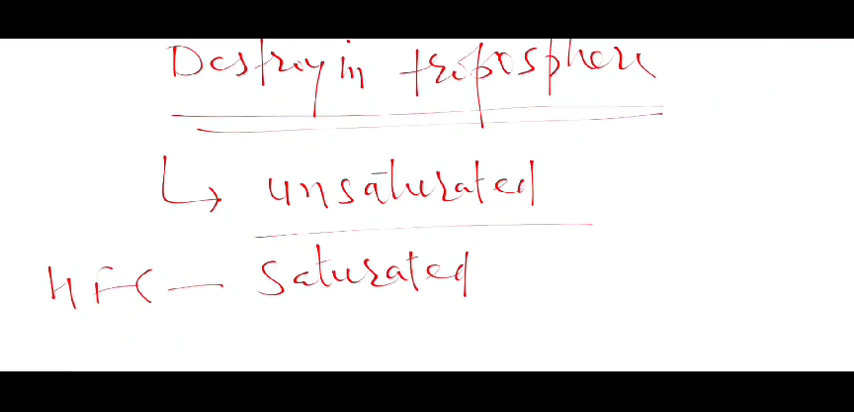 Destroy in troposphere
↳ unsaturated
HFC - Saturated